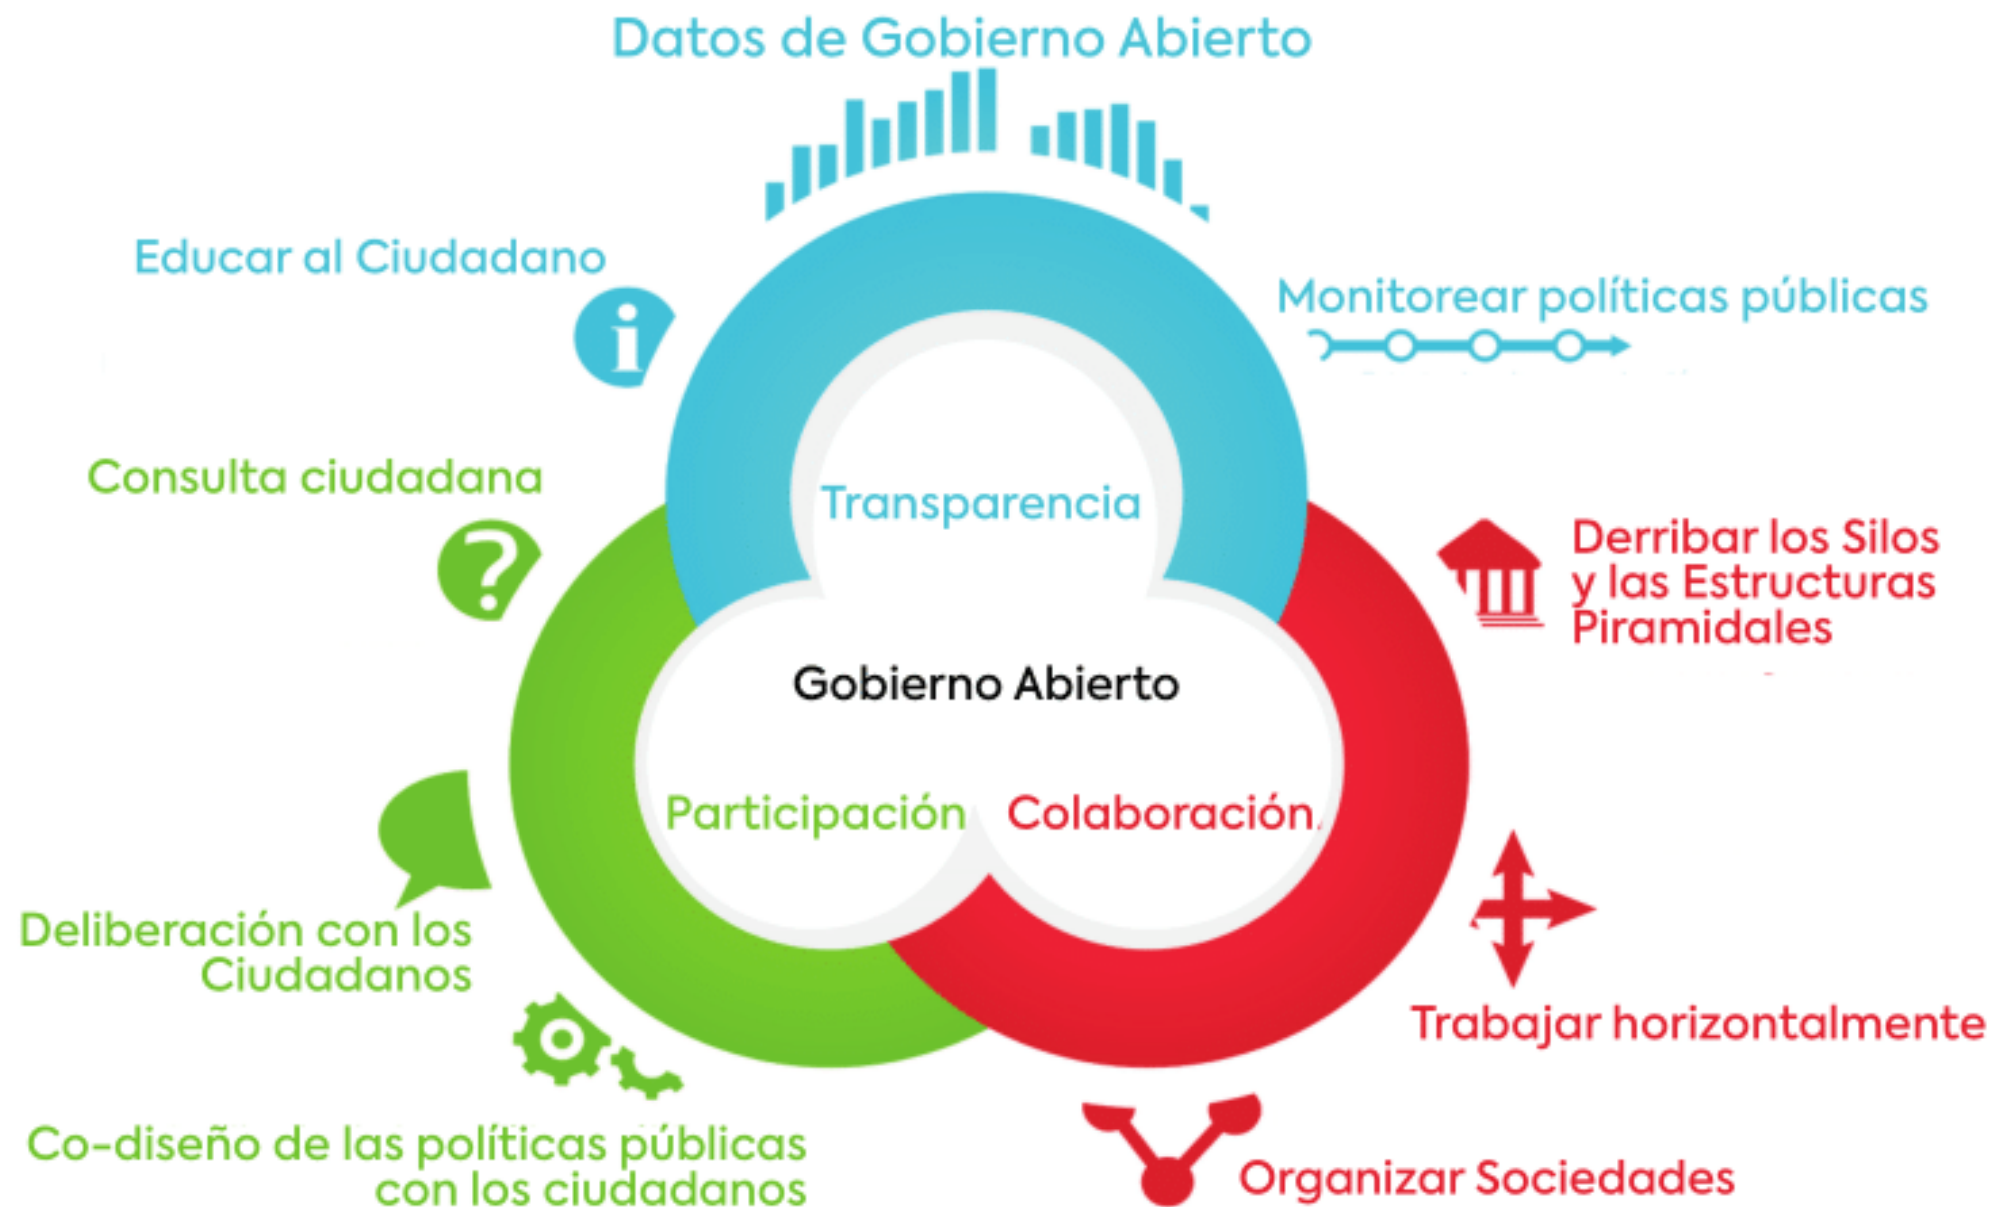 Datos de Gobierno Abierto
Educar al Ciudadano
Monitorear políticas públicas
Consulta ciudadana
Transparencia
Derribar los Silos
y las Estructuras
Piramidales
Gobierno Abierto
Participación
Colaboración
Deliberación con los
Ciudadanos
Trabajar horizontalmente
Co-diseño de las políticas públicas
con los ciudadanos
Organizar Sociedades